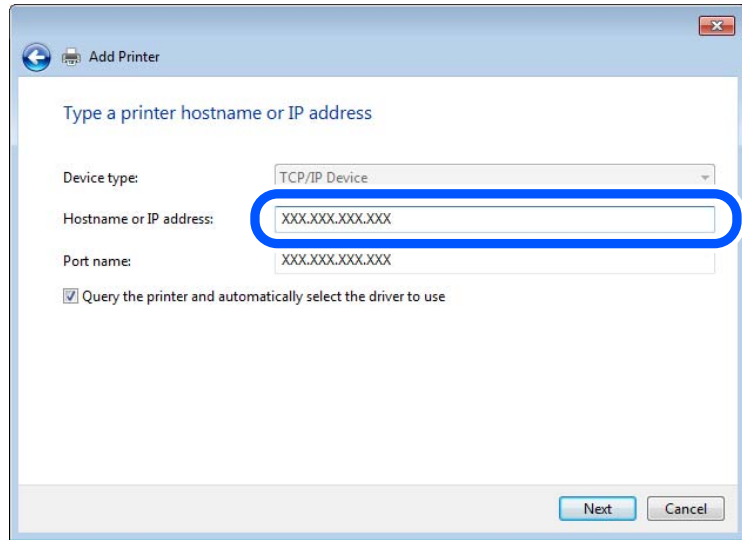 Add Printer
Type a printer hostname or IP address
Device type: TCP/IP Device
Hostname or IP address: XXX.XXX.XXX.XXX
Port name: XXX.XXX.XXX.XXX
Query the printer and automatically select the driver to use
Next Cancel